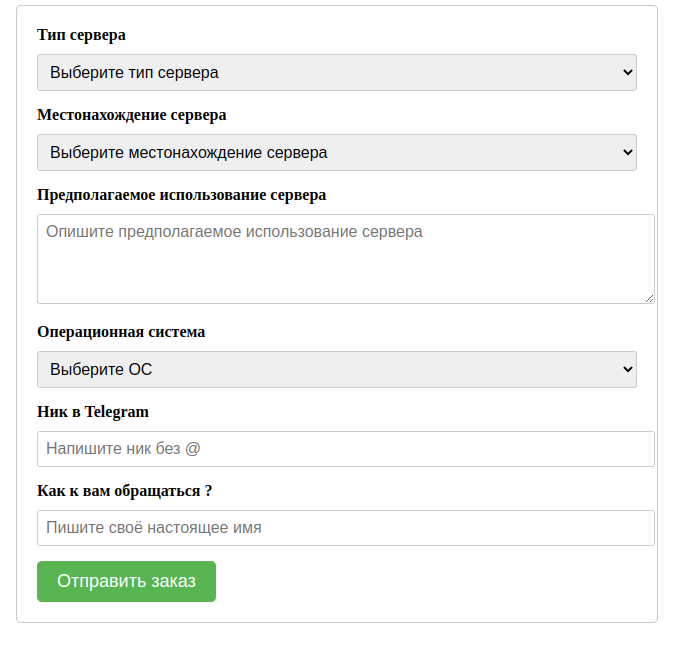 Тип сервера
Выберите тип сервера
Местонахождение сервера
Выберите местонахождение сервера
Предполагаемое использование сервера
Опишите предполагаемое использование сервера
Операционная система
Выберите ОС
Ник в Telegram
Напишите ник без @
Как к вам обращаться ?
Пишите своё настоящее имя
Отправить заказ